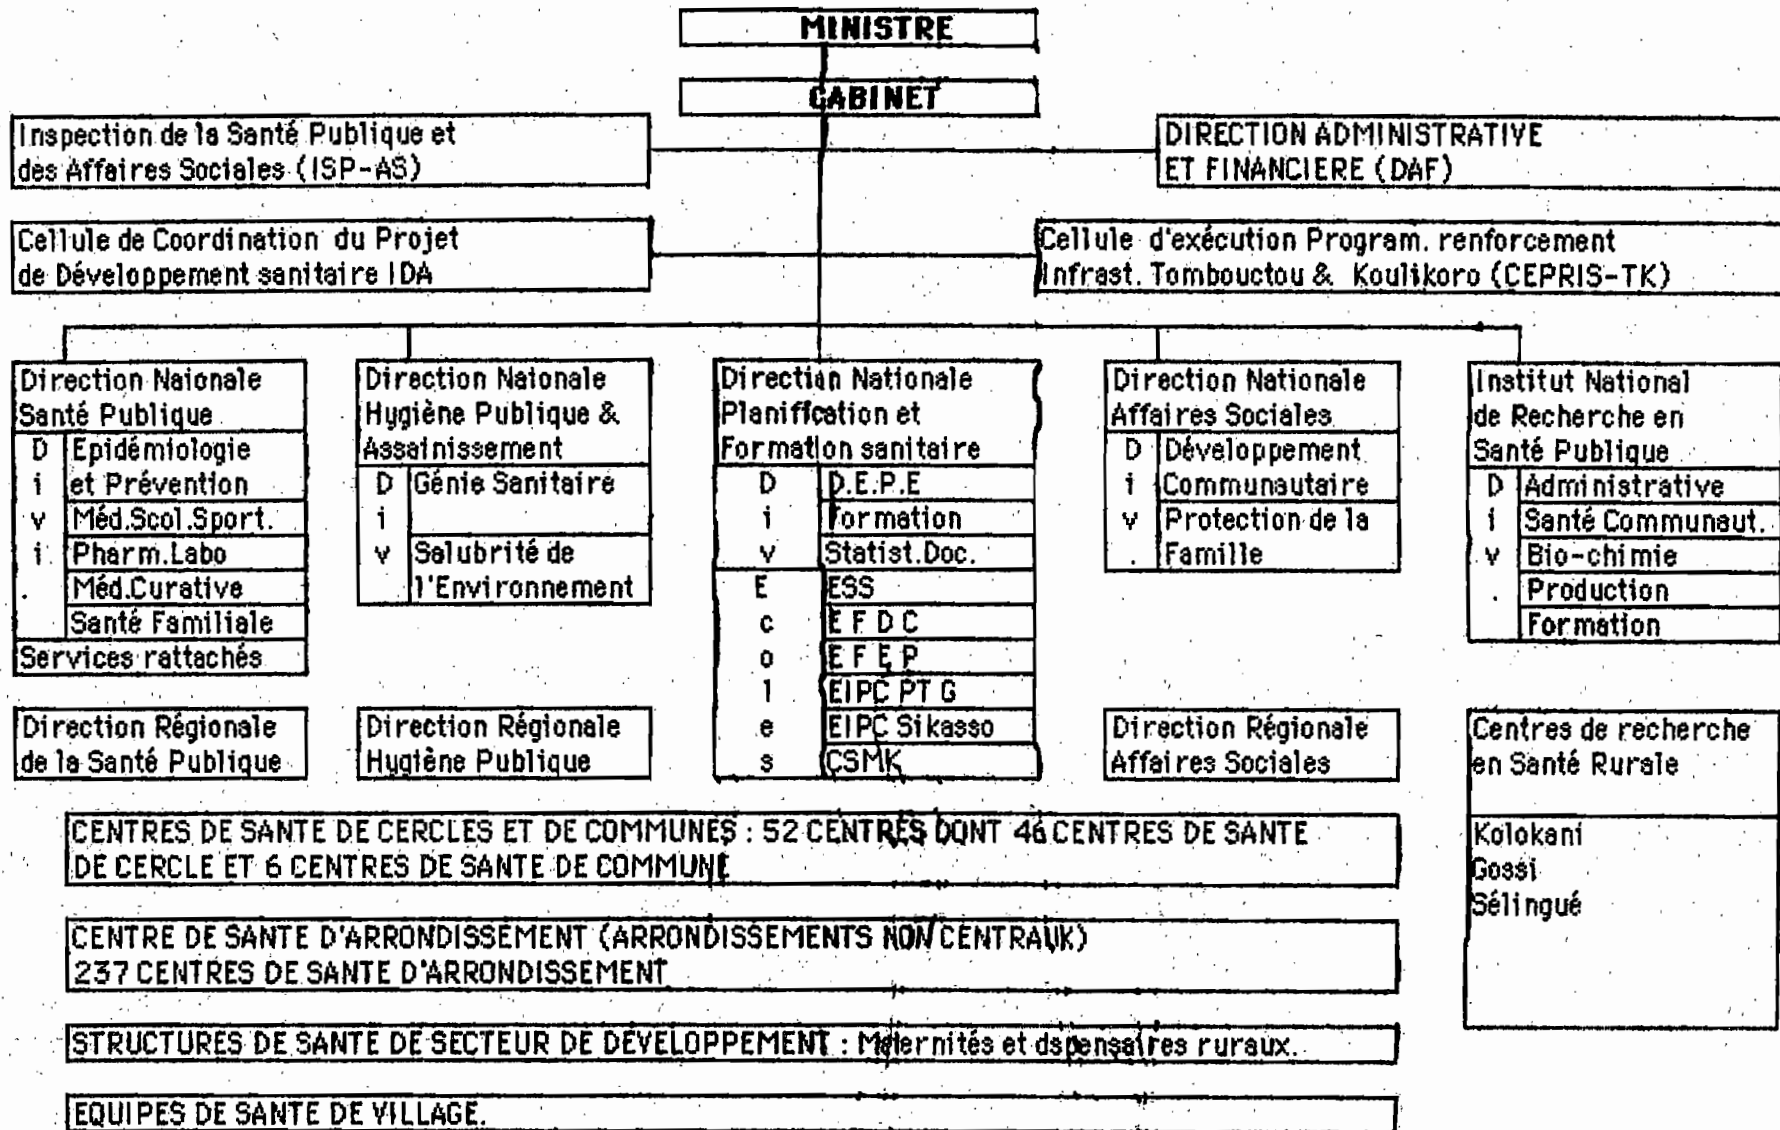 MINISTRE
CABINET
Inspection de la Santé Publique et
des Affaires Sociales (ISP-AS)
DIRECTION ADMINISTRATIVE
ET FINANCIERE (DAF)
Cellule de Coordination du Projet
de Développement sanitaire IDA
Cellule d'exécution Program. renforcement
Infrast. Tombouctou & Koulikoro (CEPRIS-TK)
Direction Naionale
Santé Publique
Div i .
Epidémiologie
et Prévention
Méd.Scol.Sport.
Pharm.Labo
Méd.Curative
Santé Familiale
Services rattachés
Direction Naionale
Hygiène Publique &
Assainissement
Div
Génie Sanitaire
Salubrité de
l'Environnement
Direction Nationale
Planification et
Formation sanitaire
Div
D.E.P.E
Formation
Statist.Doc.
Ecoles
ESS
E F D C
E F E P
EIPC PT G
EIPC Sikasso
CSMK
Direction Nationale
Affaires Sociales
Div.
Développement
Communautaire
Protection de la
Famille
Institut National
de Recherche en
Santé Publique
Div.
Administrative
Santé Communaut.
Bio-chimie
Production
Formation
Direction Régionale
de la Santé Publique
Direction Régionale
Hygiène Publique
Direction Régionale
Affaires Sociales
Centres de recherche
en Santé Rurale
Kolokani
Gossi
Sélingué
CENTRES DE SANTE DE CERCLES ET DE COMMUNES : 52 CENTRES DONT 46 CENTRES DE SANTE
DE CERCLE ET 6 CENTRES DE SANTE DE COMMUNE
CENTRE DE SANTE D'ARRONDISSEMENT (ARRONDISSEMENTS NON CENTRAUX)
237 CENTRES DE SANTE D'ARRONDISSEMENT
STRUCTURES DE SANTE DE SECTEUR DE DEVELOPPEMENT : Maternités et dspensaires ruraux.
EQUIPES DE SANTE DE VILLAGE.